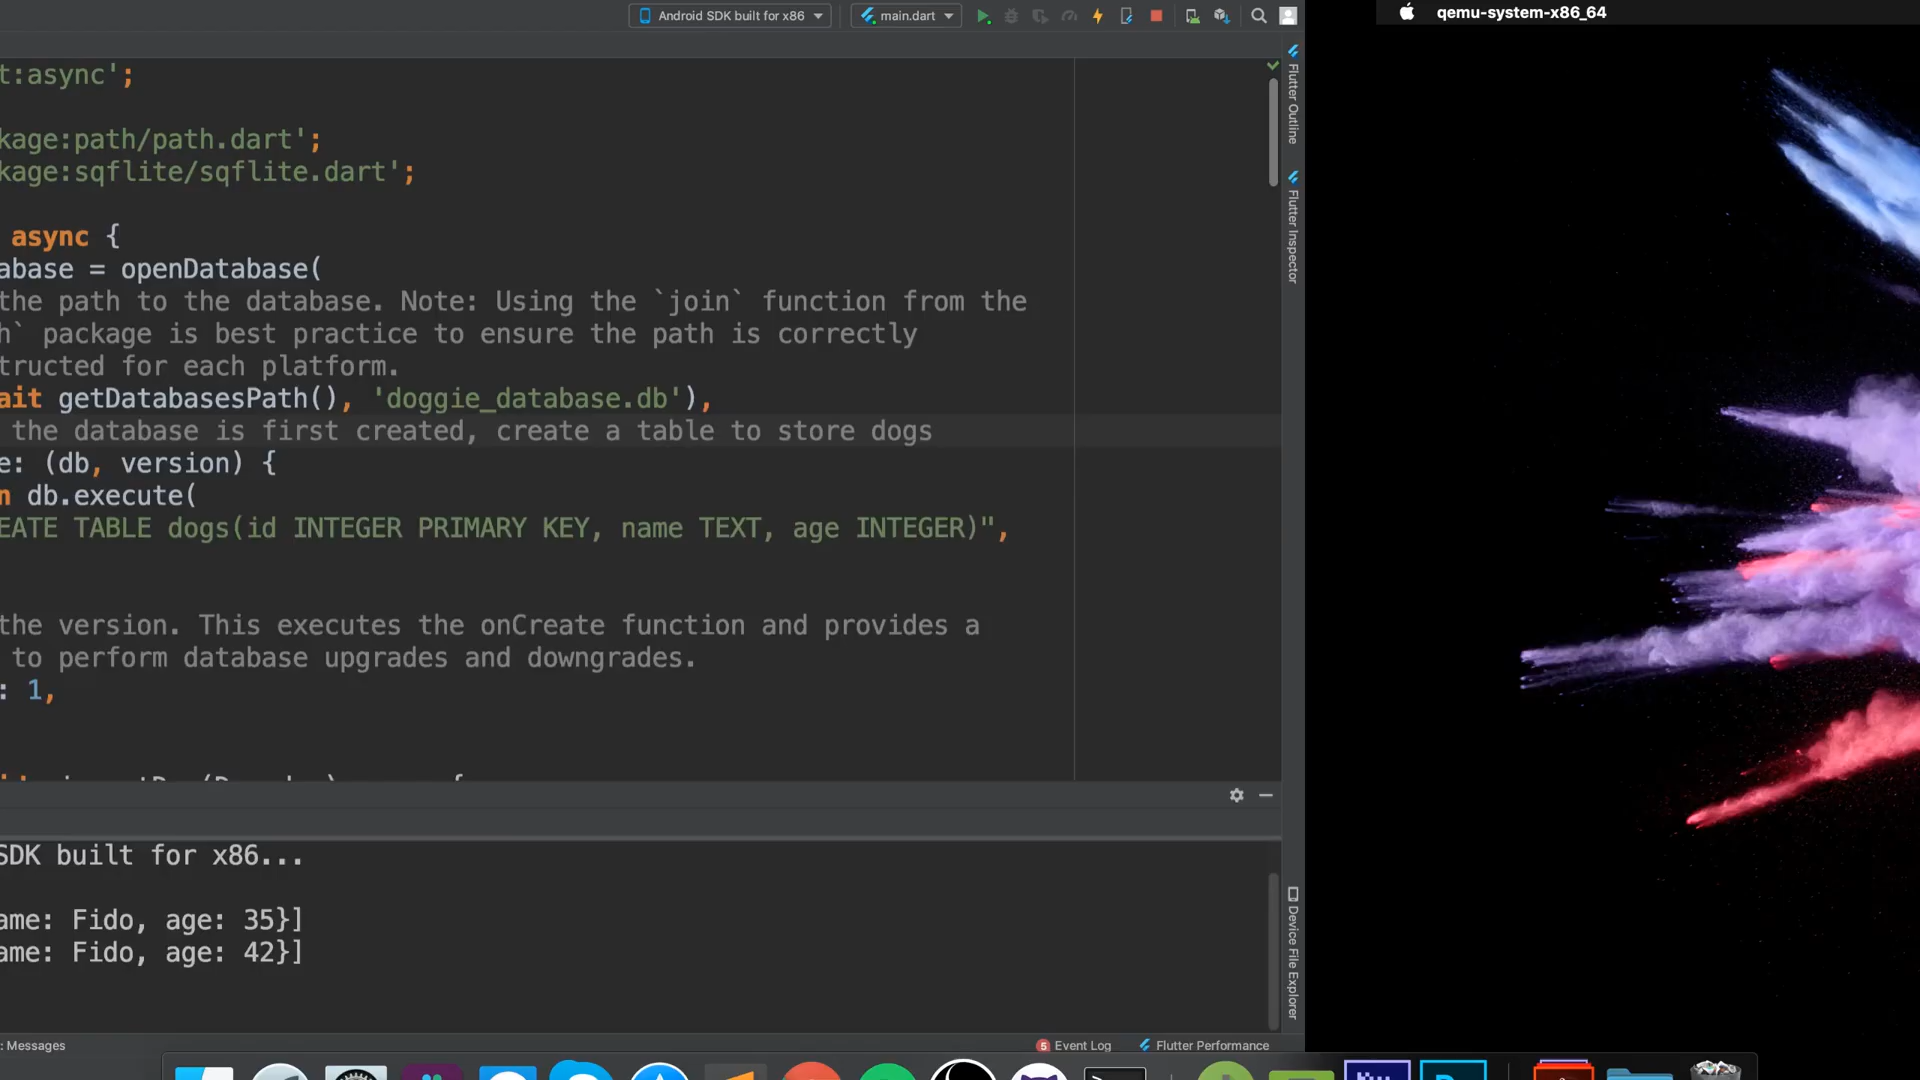 Android SDK built for x86
main.dart
qemu-system-x86_64
t:async';
kage:path/path.dart';
kage:sqflite/sqflite.dart';
async {
abase = openDatabase(
the path to the database. Note: Using the `join` function from the
h` package is best practice to ensure the path is correctly
tructed for each platform.
ait getDatabasesPath(), 'doggie_database.db'),
the database is first created, create a table to store dogs
e: (db, version) {
n db.execute(
EATE TABLE dogs(id INTEGER PRIMARY KEY, name TEXT, age INTEGER)",
the version. This executes the onCreate function and provides a
to perform database upgrades and downgrades.
: 1,
Flutter Outline
Flutter Inspector
SDK built for x86...
ame: Fido, age: 35}]
ame: Fido, age: 42}]
Device File Explorer
: Messages
5 Event Log
Flutter Performance